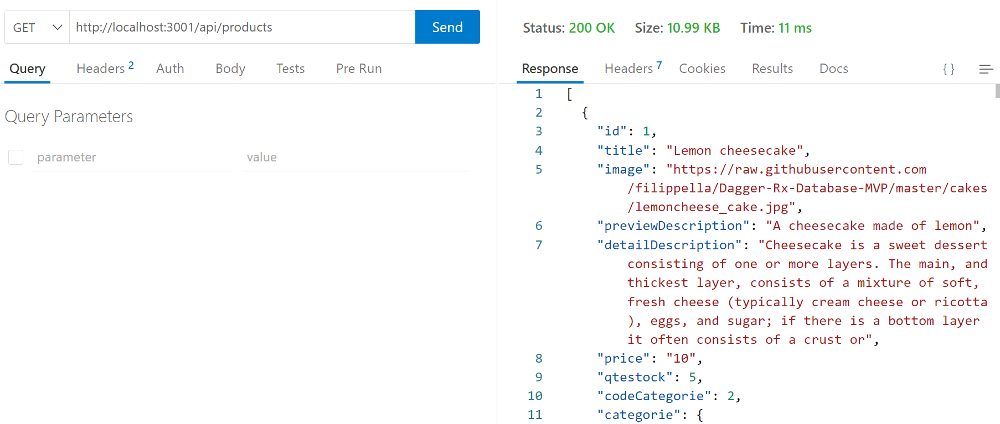 GET http://localhost:3001/api/products Send
Query Headers 2 Auth Body Tests Pre Run
Query Parameters
parameter value
Status: 200 OK Size: 10.99 KB Time: 11 ms
Response Headers 7 Cookies Results Docs { }
1 [
2 {
3 "id": 1,
4 "title": "Lemon cheesecake",
5 "image": "https://raw.githubusercontent.com
/filippella/Dagger-Rx-Database-MVP/master/cakes
/lemoncheese_cake.jpg",
6 "previewDescription": "A cheesecake made of lemon",
7 "detailDescription": "Cheesecake is a sweet dessert
consisting of one or more layers. The main, and
thickest layer, consists of a mixture of soft,
fresh cheese (typically cream cheese or ricotta
), eggs, and sugar; if there is a bottom layer
it often consists of a crust or",
8 "price": "10",
9 "qtestock": 5,
10 "codeCategorie": 2,
11 "categorie": {